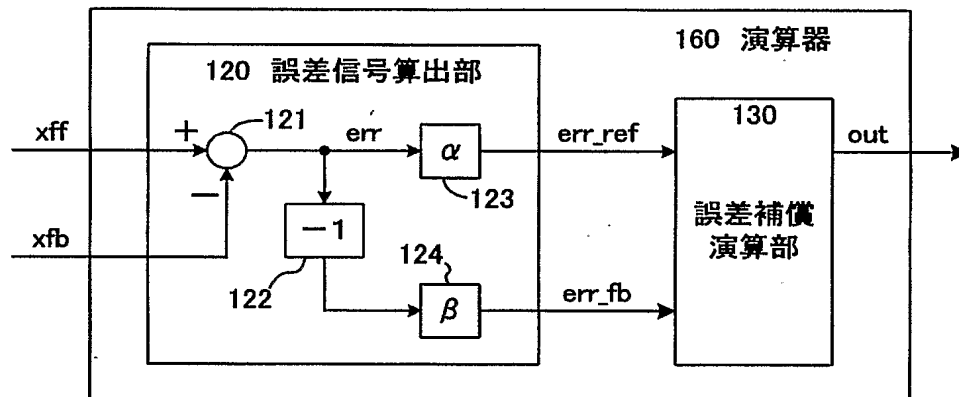 160 演算器
120 誤差信号算出部
xff
+
121
err
α
123
err_ref
130
out
−
xfb
−1
122
124
β
err_fb
誤差補償
演算部